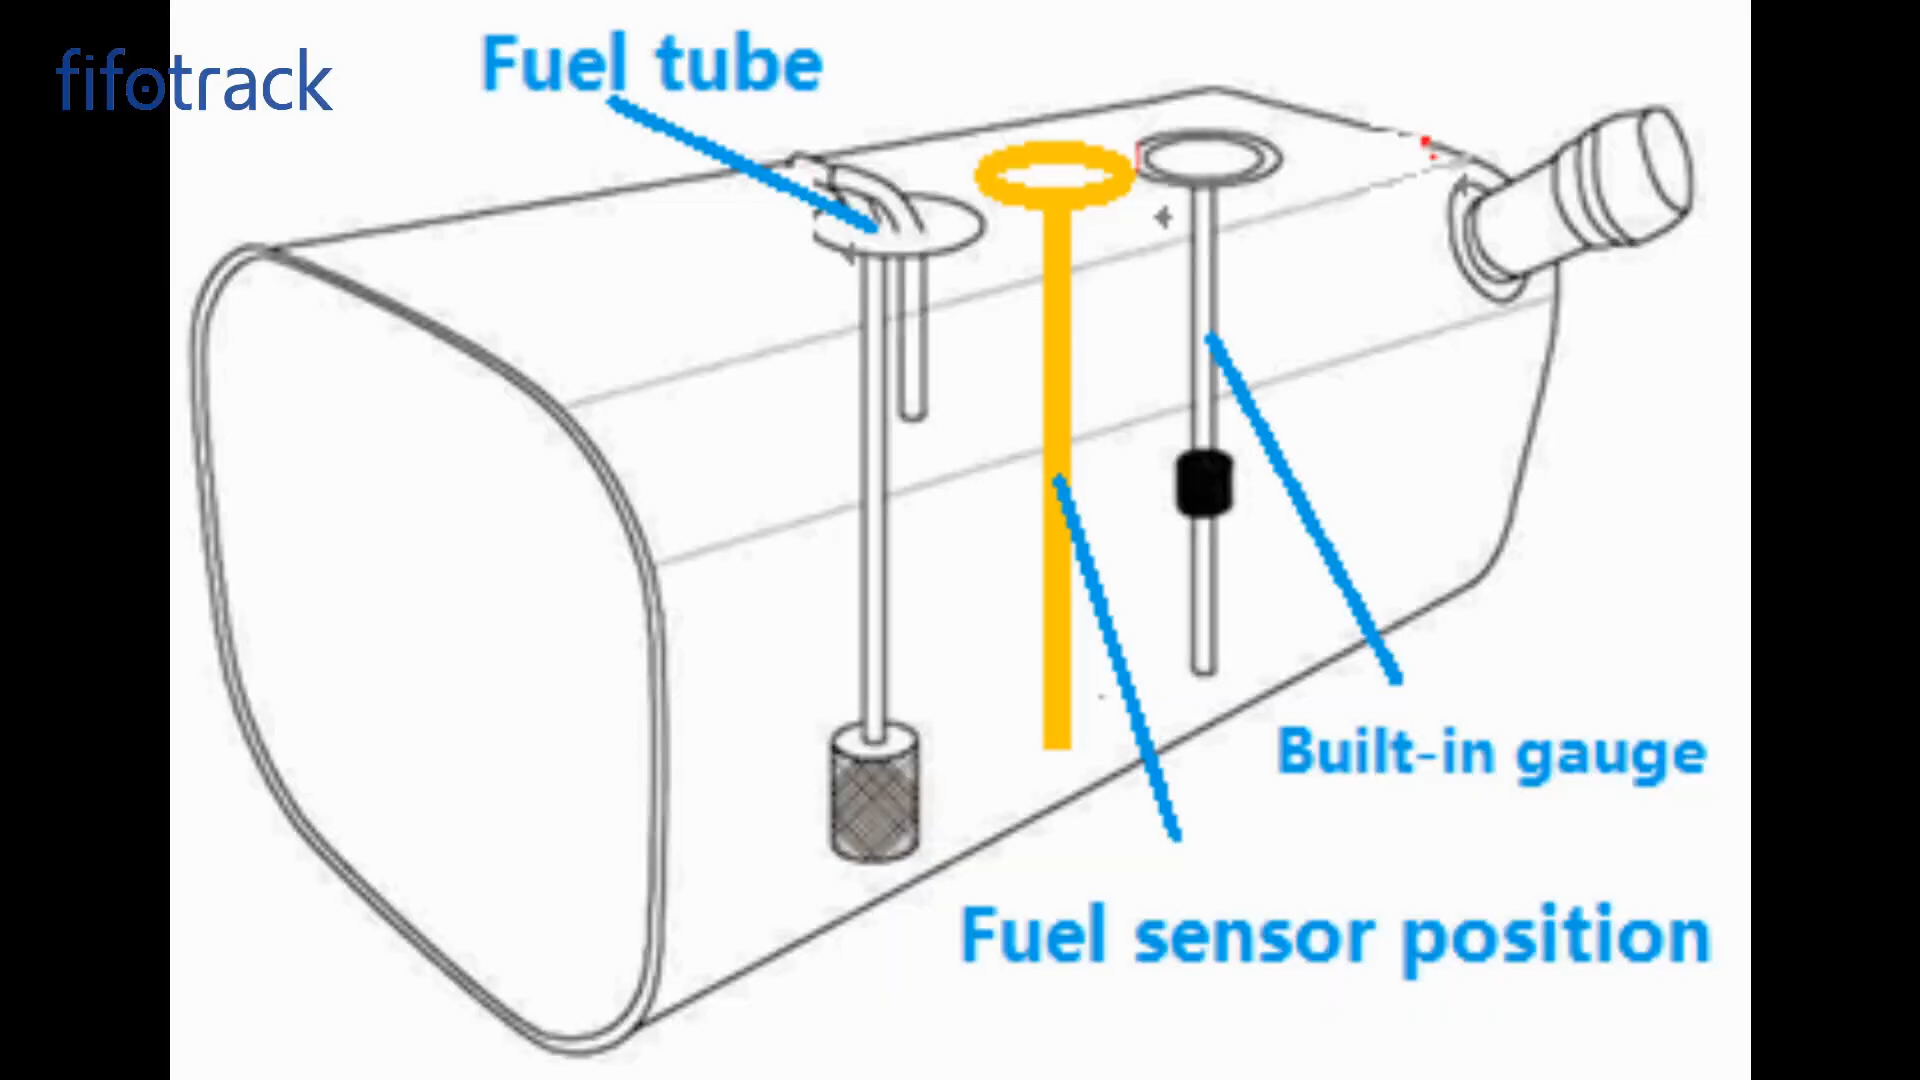 fifotrack
Fuel tube
Built-in gauge
Fuel sensor position